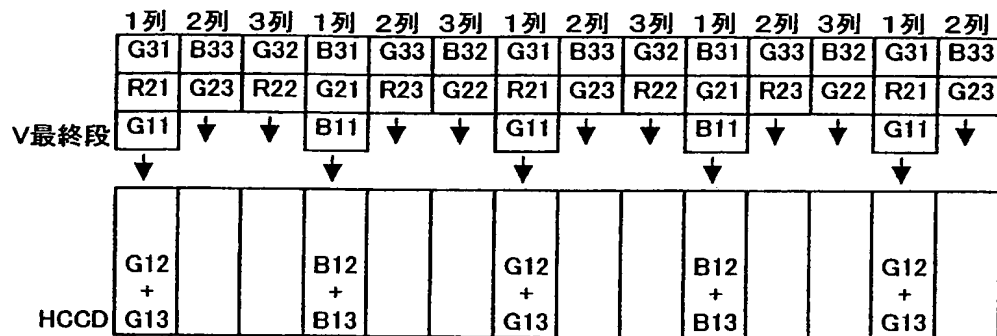 1列 2列 3列 1列 2列 3列 1列 2列 3列 1列 2列 3列 1列 2列
G31 B33 G32 B31 G33 B32 G31 B33 G32 B31 G33 B32 G31 B33
R21 G23 R22 G21 R23 G22 R21 G23 R22 G21 R23 G22 R21 G23
V最終段 G11 B11 G11 B11 G11
G12 B12 G12 B12 G12
+ + + + +
HCCD G13 B13 G13 B13 G13